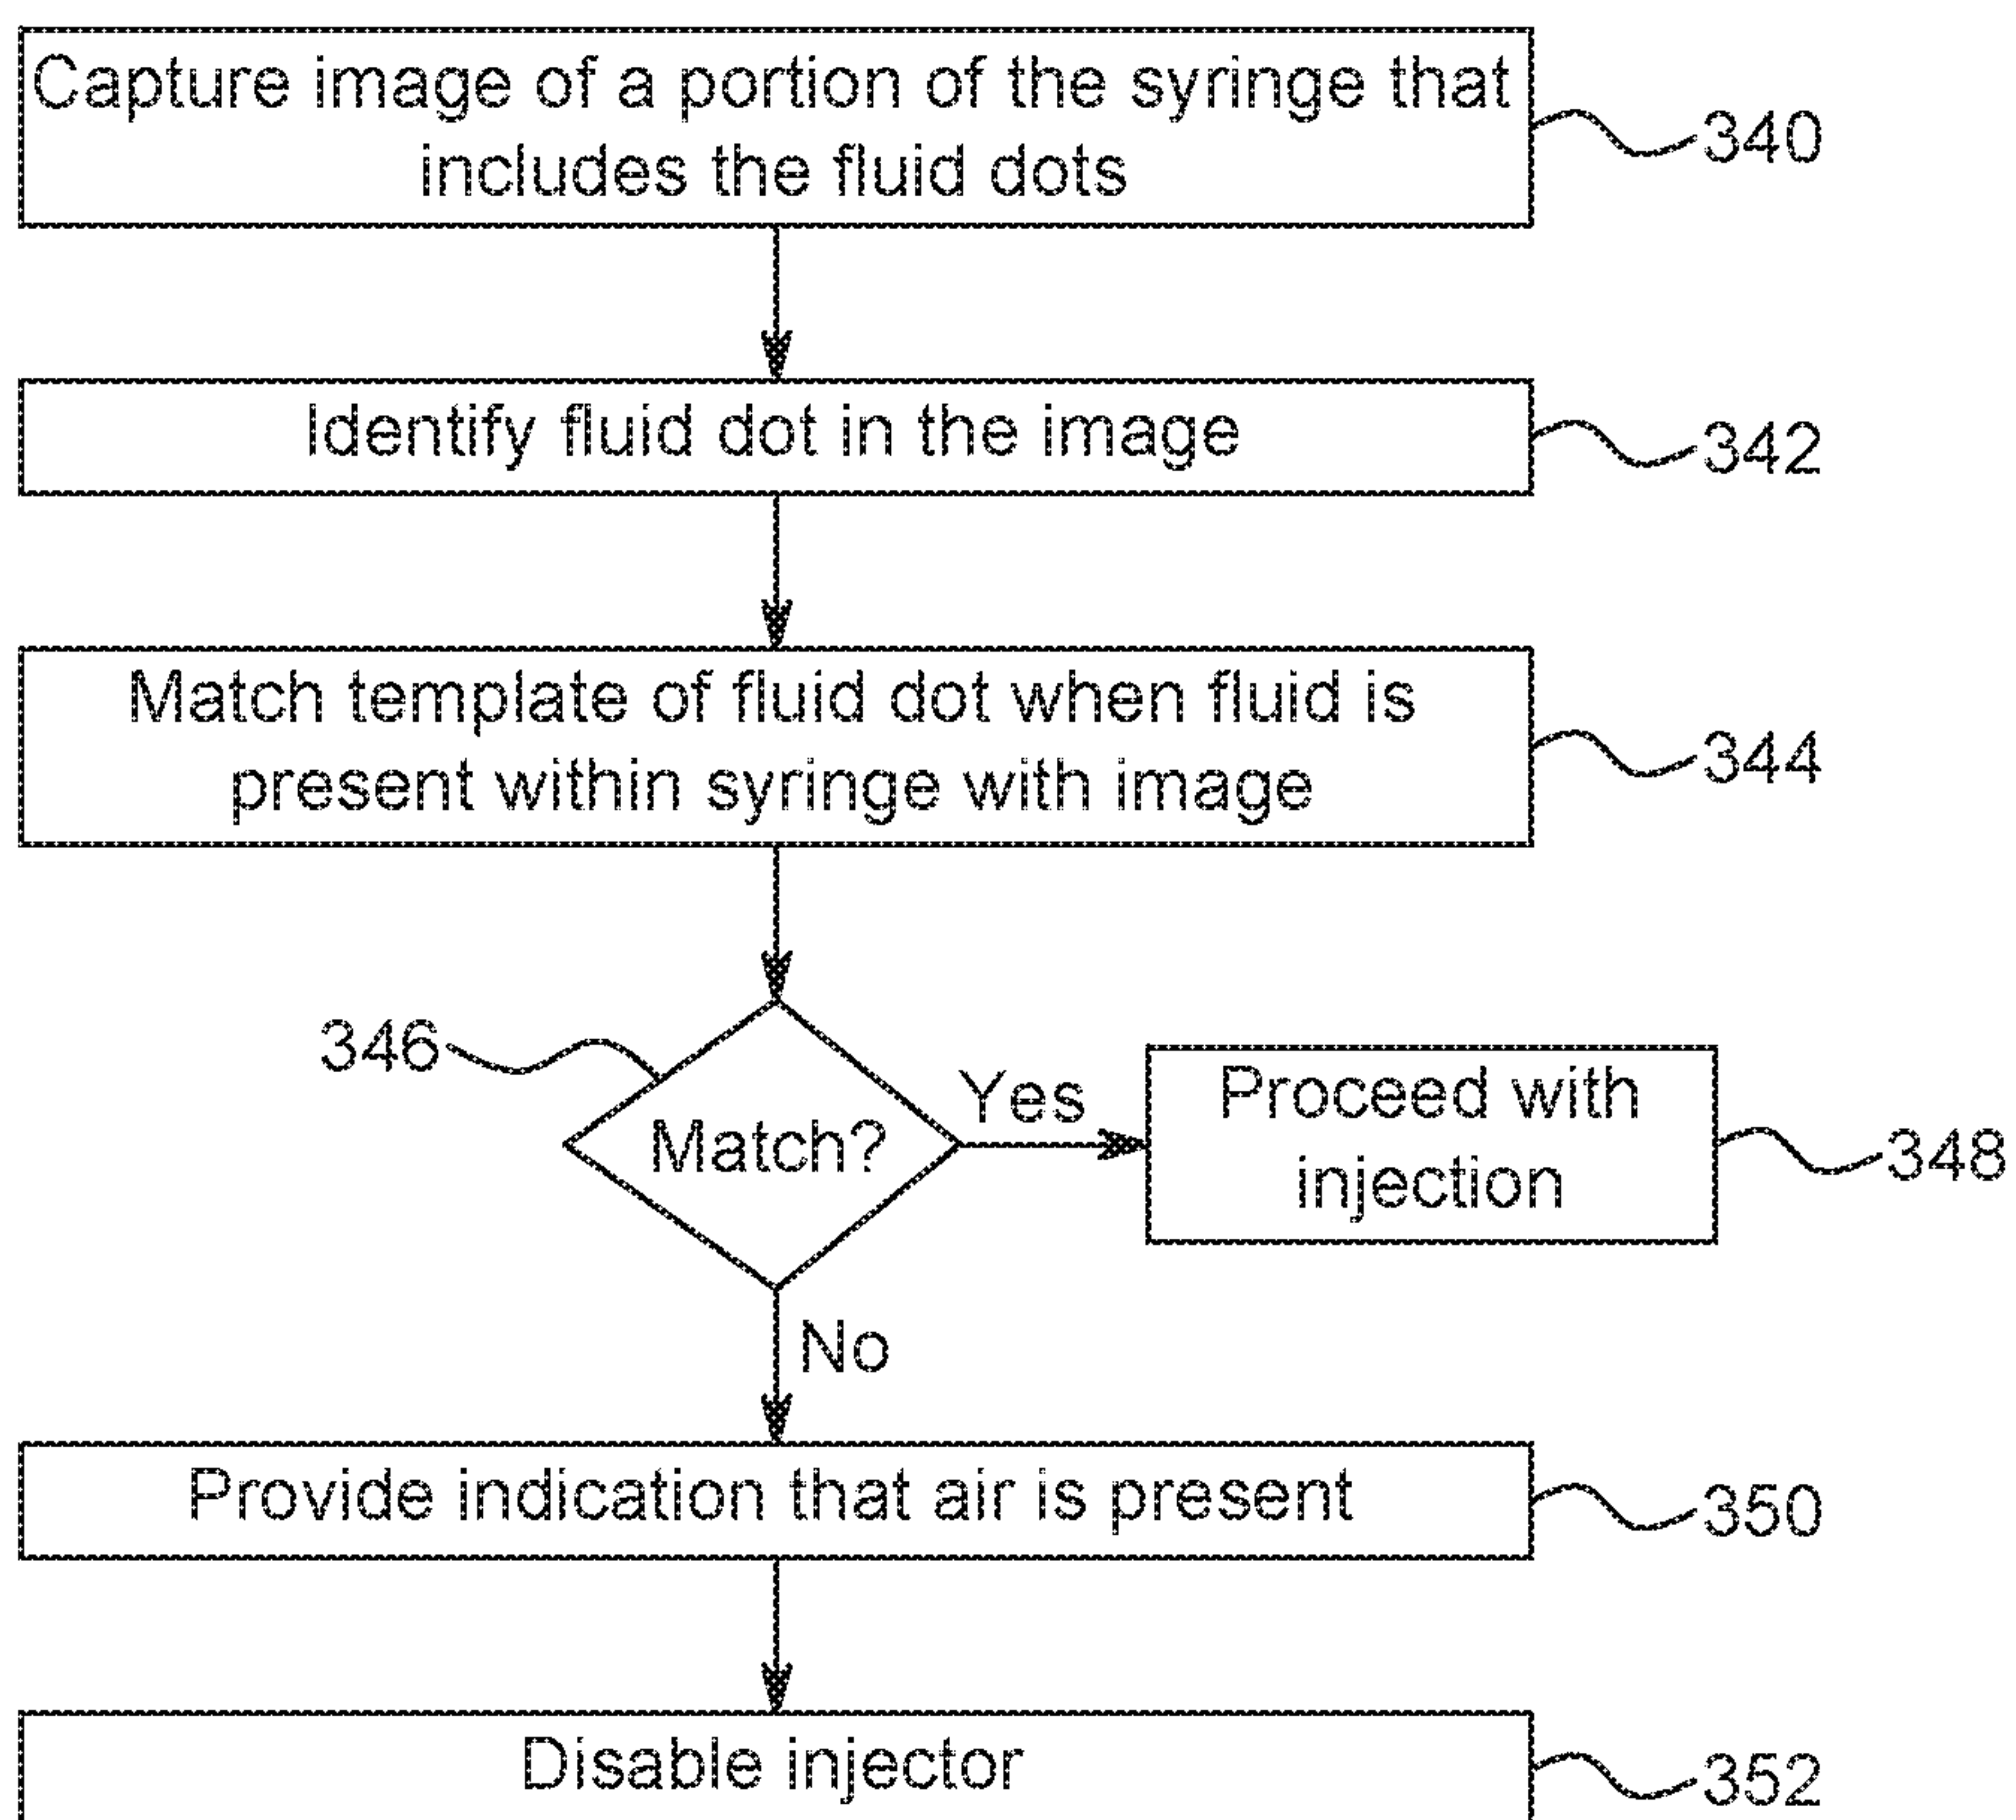 Capture image of a portion of the syringe that
includes the fluid dots
340
Identify fluid dot in the image
342
Match template of fluid dot when fluid is
present within syringe with image
344
346
Match?
Yes
Proceed with
injection
348
No
Provide indication that air is present
350
Disable injector
352